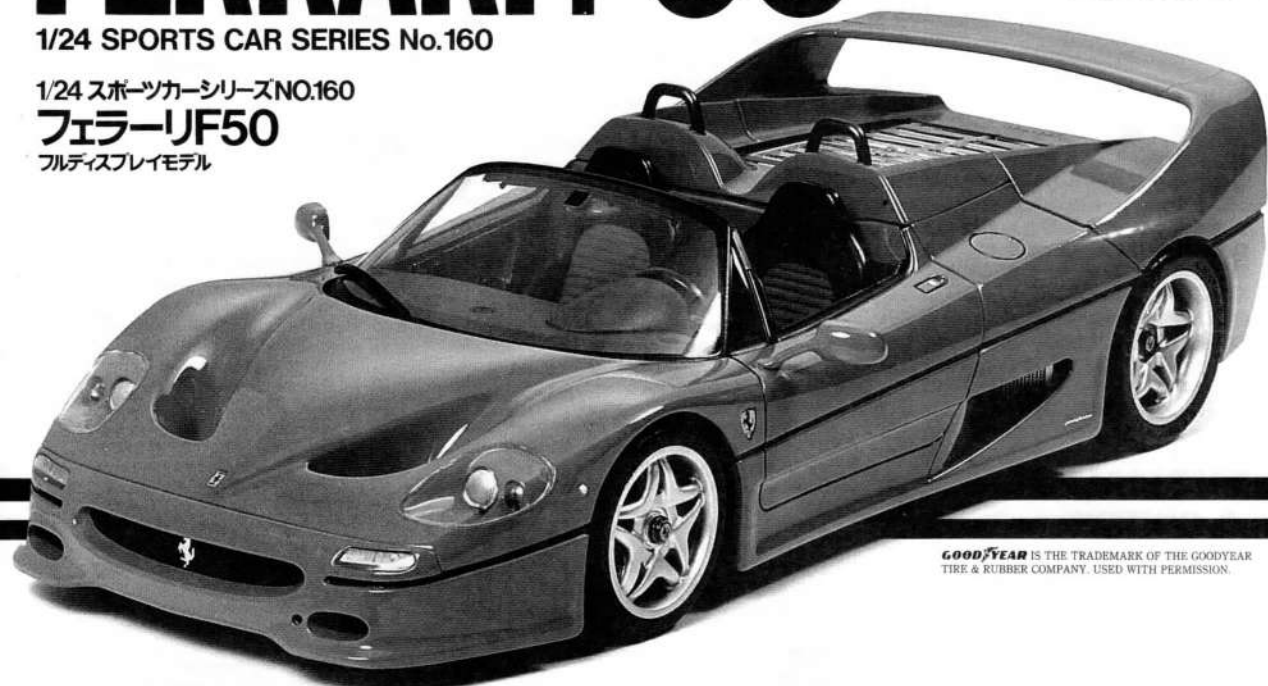 FERRARI F50
1/24 SPORTS CAR SERIES No.160
1/24 スポーツカーシリーズNO.160
フェラーリF50
フルディスプレイモデル
GOODYEAR IS THE TRADEMARK OF THE GOODYEAR
TIRE & RUBBER COMPANY. USED WITH PERMISSION.